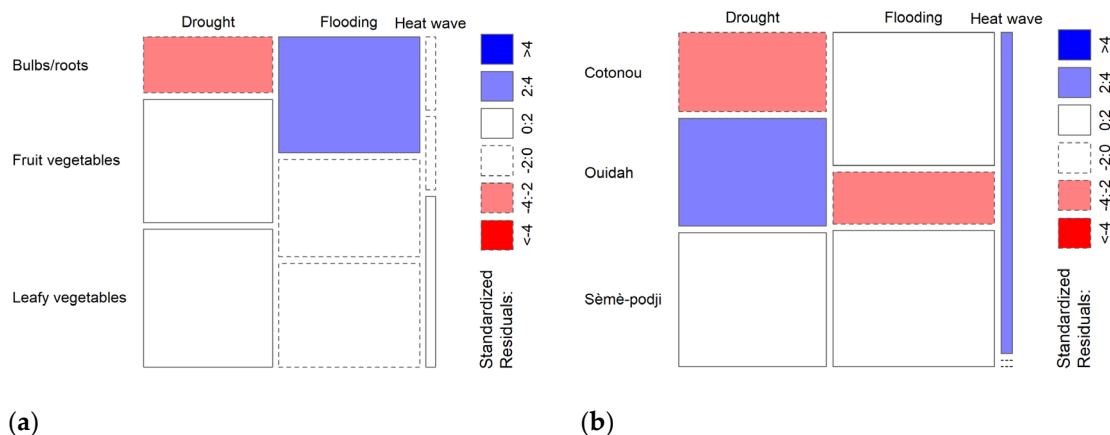 Drought Flooding Heat wave
Bulbs/roots
Fruit vegetables
Leafy vegetables
Standardized
Residuals:
<-4
-4:-2
-2:0
0:2
2:4
>4
(a)
Drought Flooding Heat wave
Cotonou
Ouidah
Sèmè-podji
Standardized
Residuals:
<-4
-4:-2
-2:0
0:2
2:4
>4
(b)